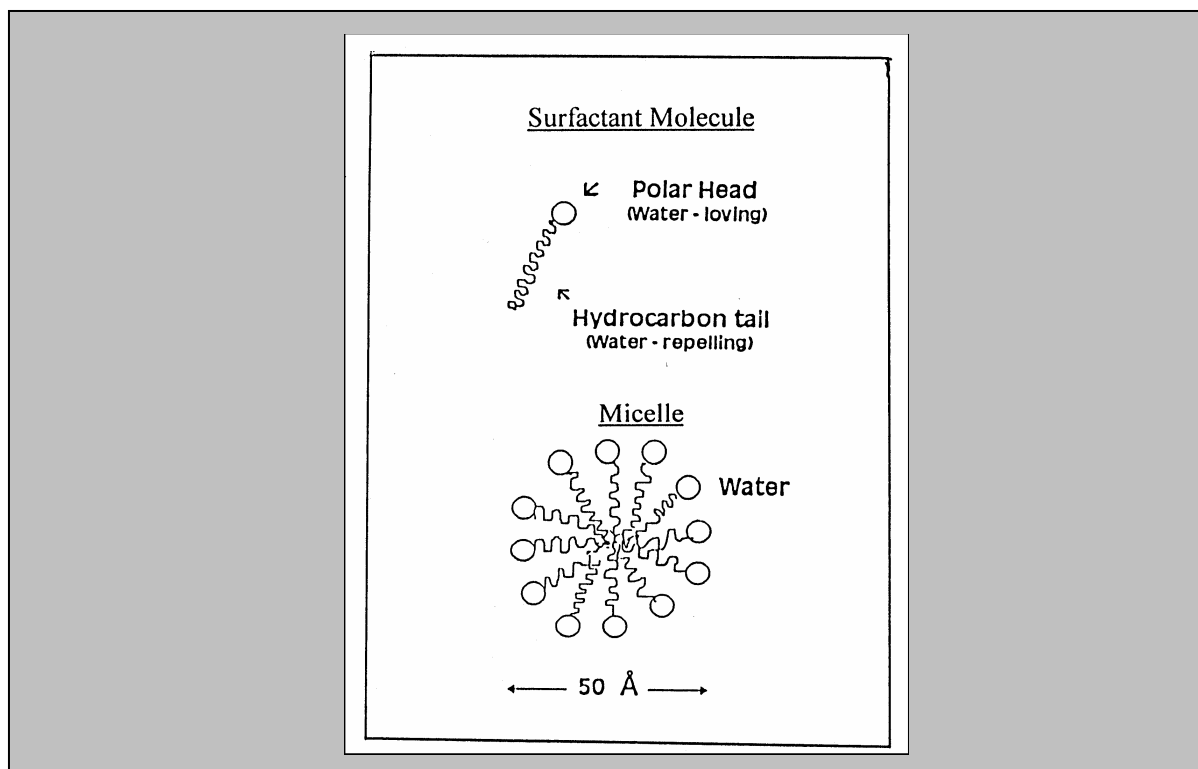 Surfactant Molecule
Polar Head
(Water - loving)
Hydrocarbon tail
(Water - repelling)
Micelle
Water
50 Å